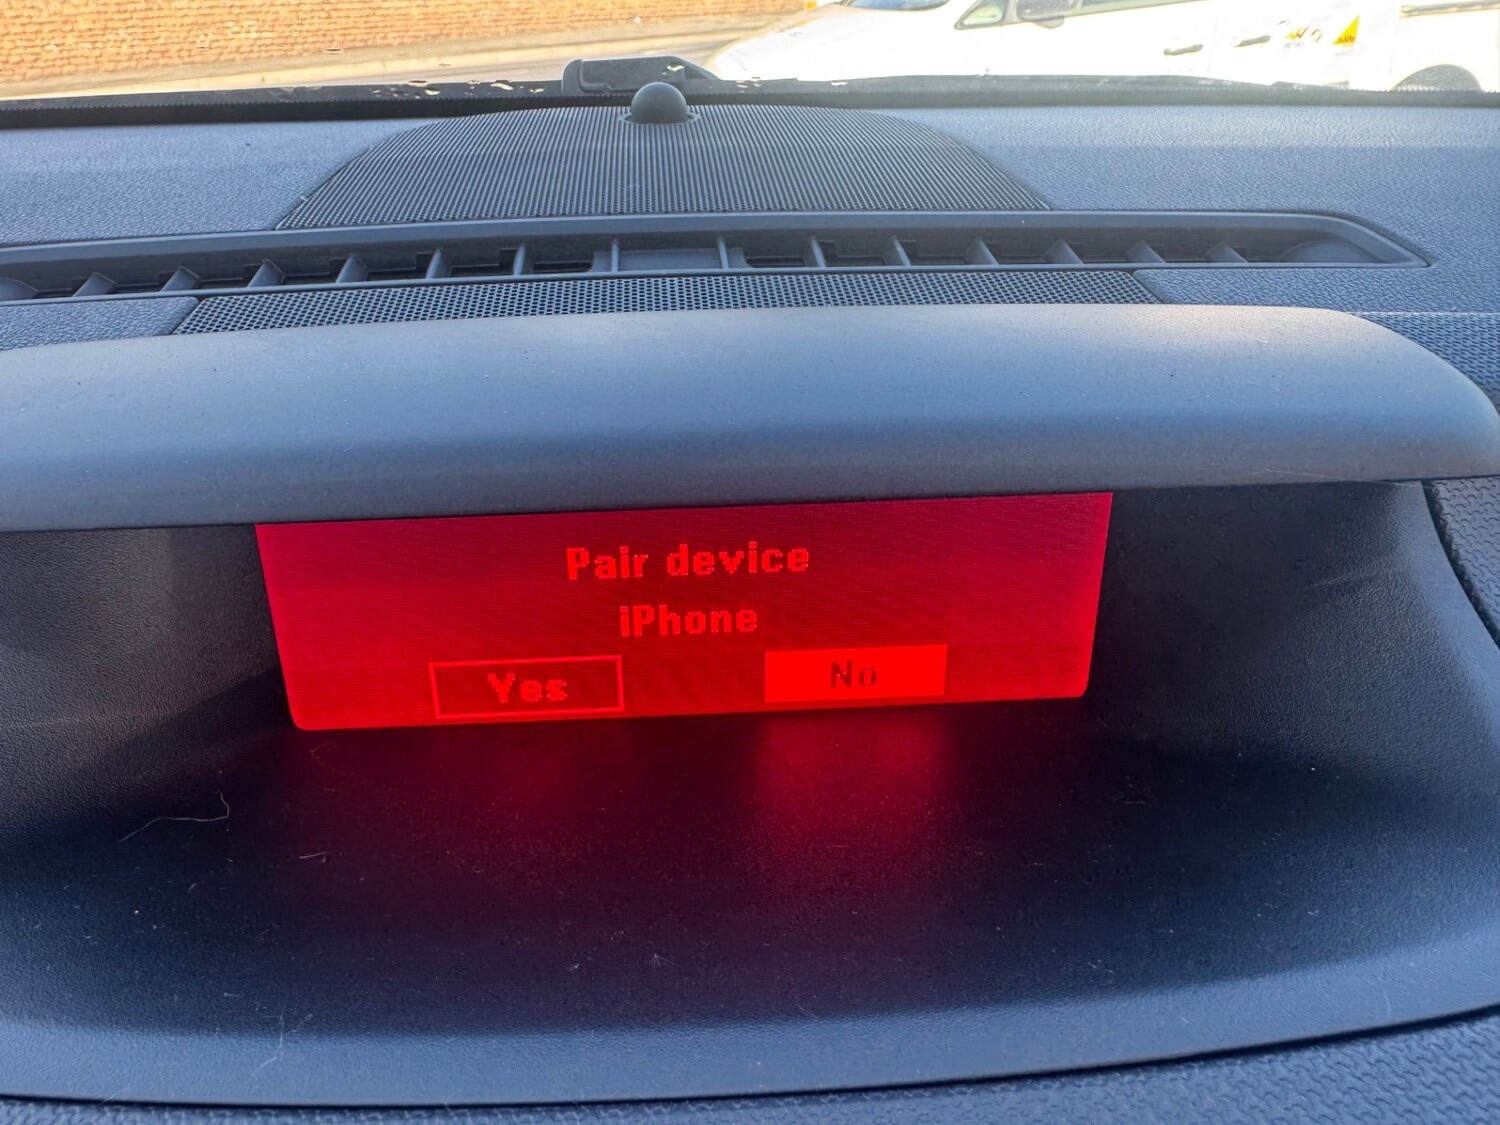 Pair device
iPhone
Yes No